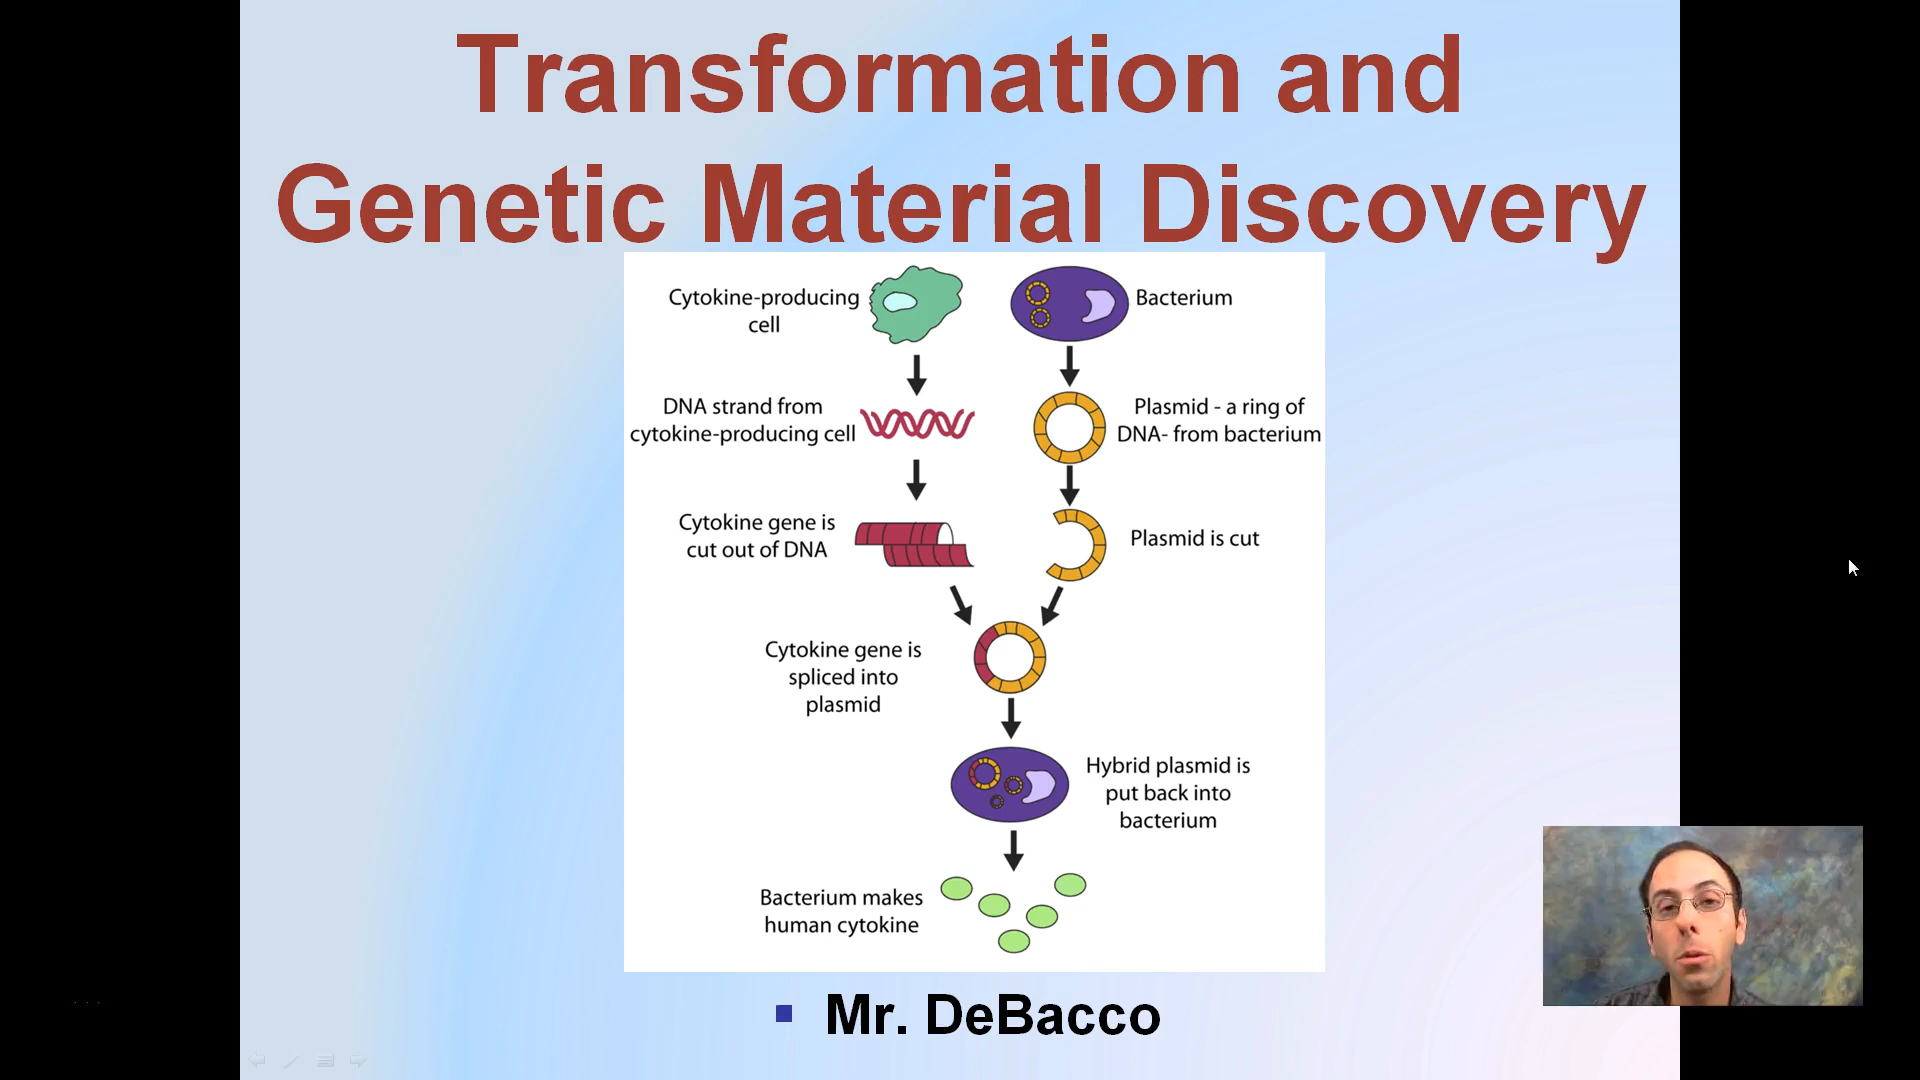 Transformation and
Genetic Material Discovery
Cytokine-producing
cell
Bacterium
DNA strand from
cytokine-producing cell
Plasmid - a ring of
DNA- from bacterium
Cytokine gene is
cut out of DNA
Plasmid is cut
Cytokine gene is
spliced into
plasmid
Hybrid plasmid is
put back into
bacterium
Bacterium makes
human cytokine
Mr. DeBacco